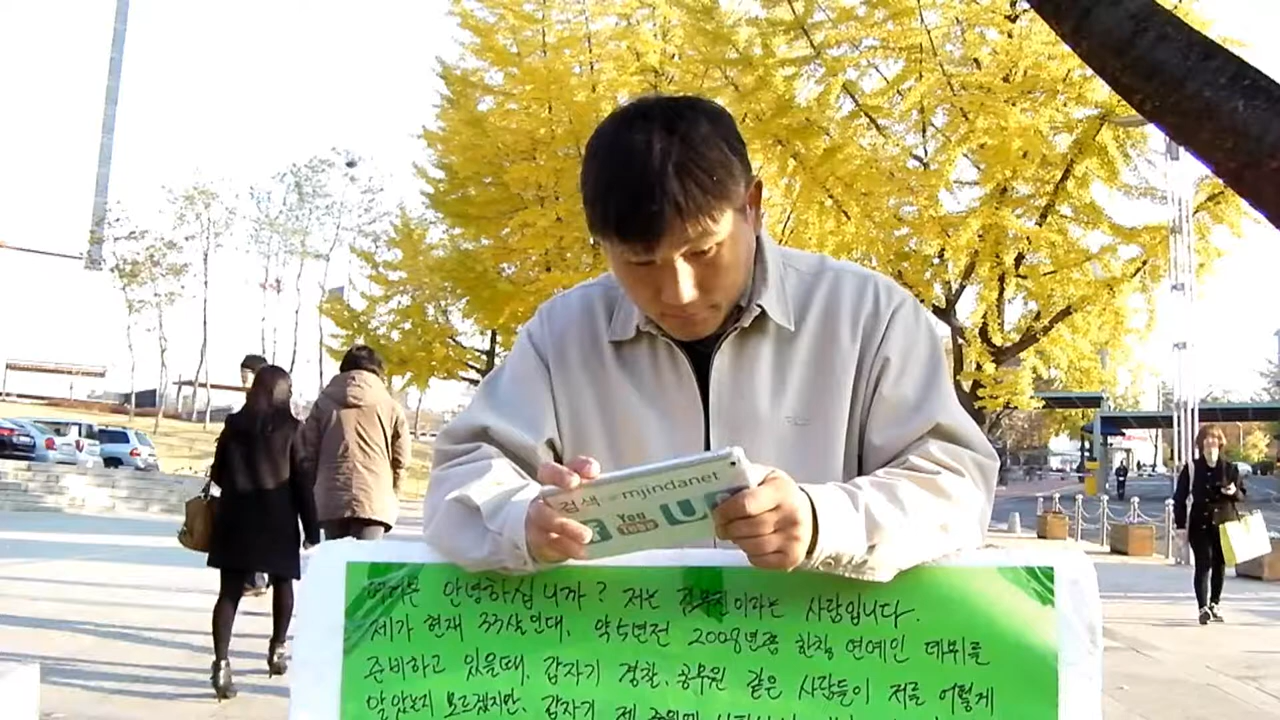 검색 mjindanet
f You Tube U
여러분 안녕하십니까? 저는 이라는 사람입니다.
제가 현재 33살인데, 약 5년전 2008년쯤 한창 연예인 데뷔를
준비하고 있을때, 갑자기 경찰, 공무원 같은 사람들이 저를 어떻게
알았는지 모르겠지만, 갑자기 제